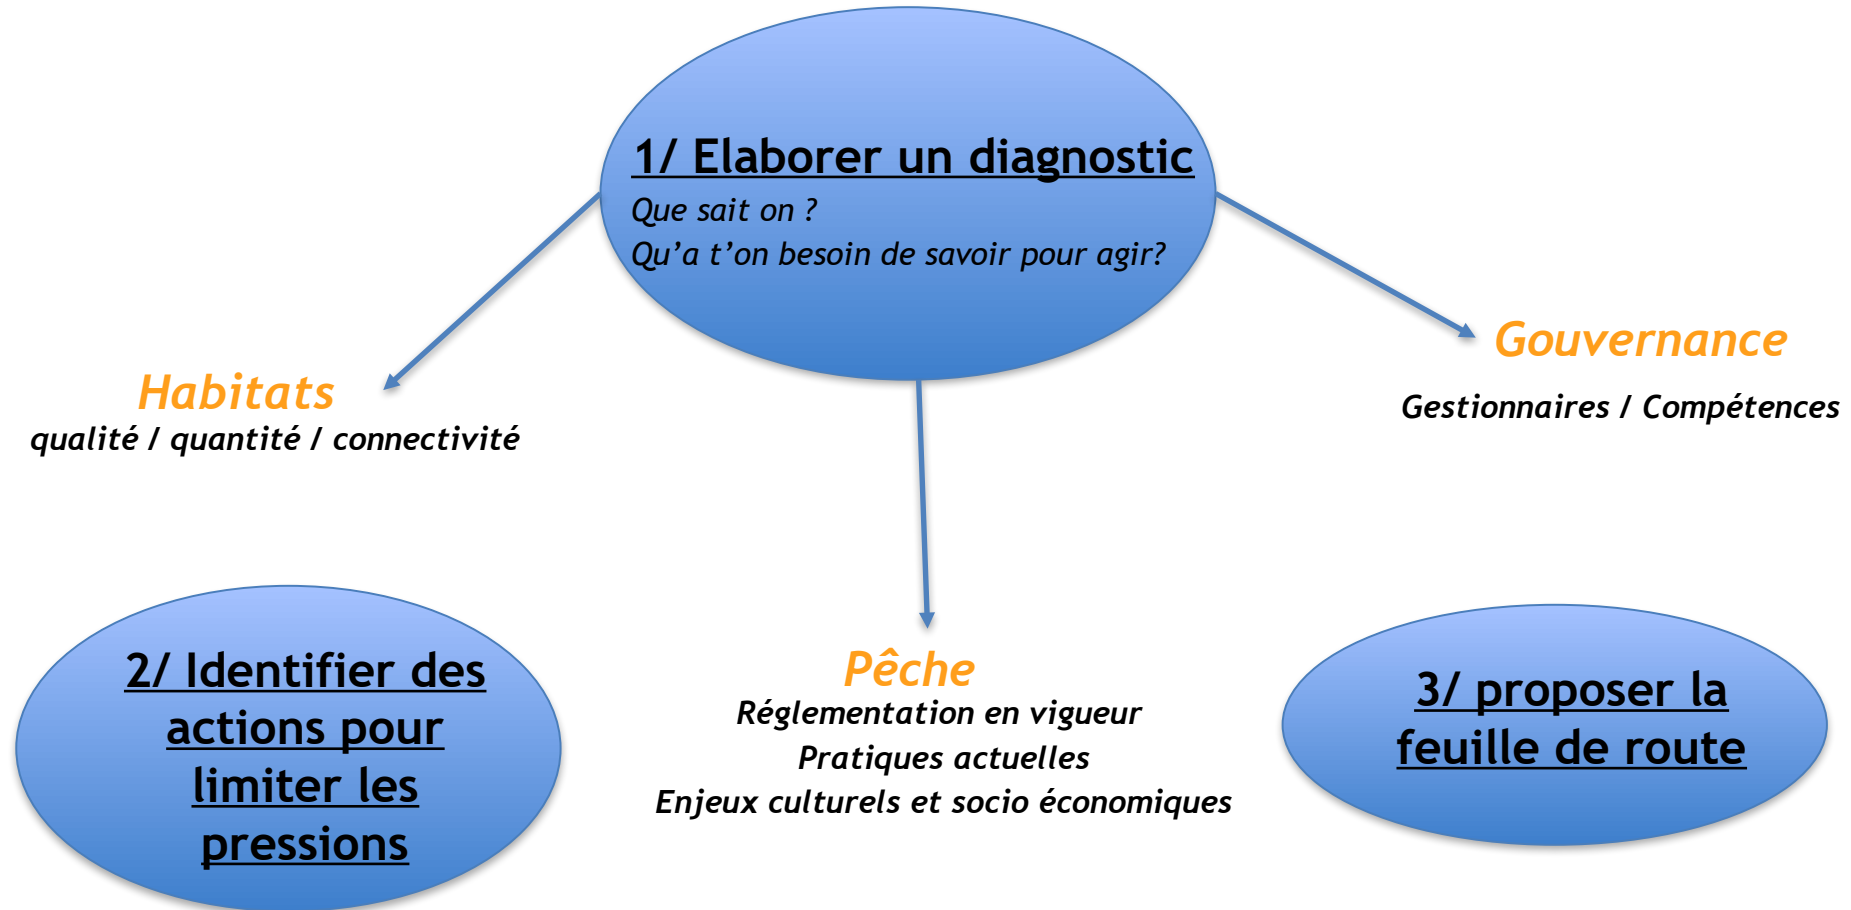 1/ Elaborer un diagnostic
Que sait on ?
Qu’a t’on besoin de savoir pour agir?
Habitats
qualité / quantité / connectivité
Gouvernance
Gestionnaires / Compétences
Pêche
Réglementation en vigueur
Pratiques actuelles
Enjeux culturels et socio économiques
2/ Identifier des
actions pour
limiter les
pressions
3/ proposer la
feuille de route